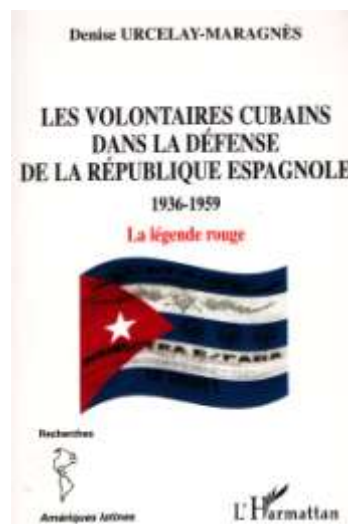 Denise URCELAY-MARAGNÈS
LES VOLONTAIRES CUBAINS
DANS LA DÉFENSE
DE LA RÉPUBLIQUE ESPAGNOLE
1936-1959
La légende rouge
ESPAÑA
Recherches
Amériques latines
L'Harmattan